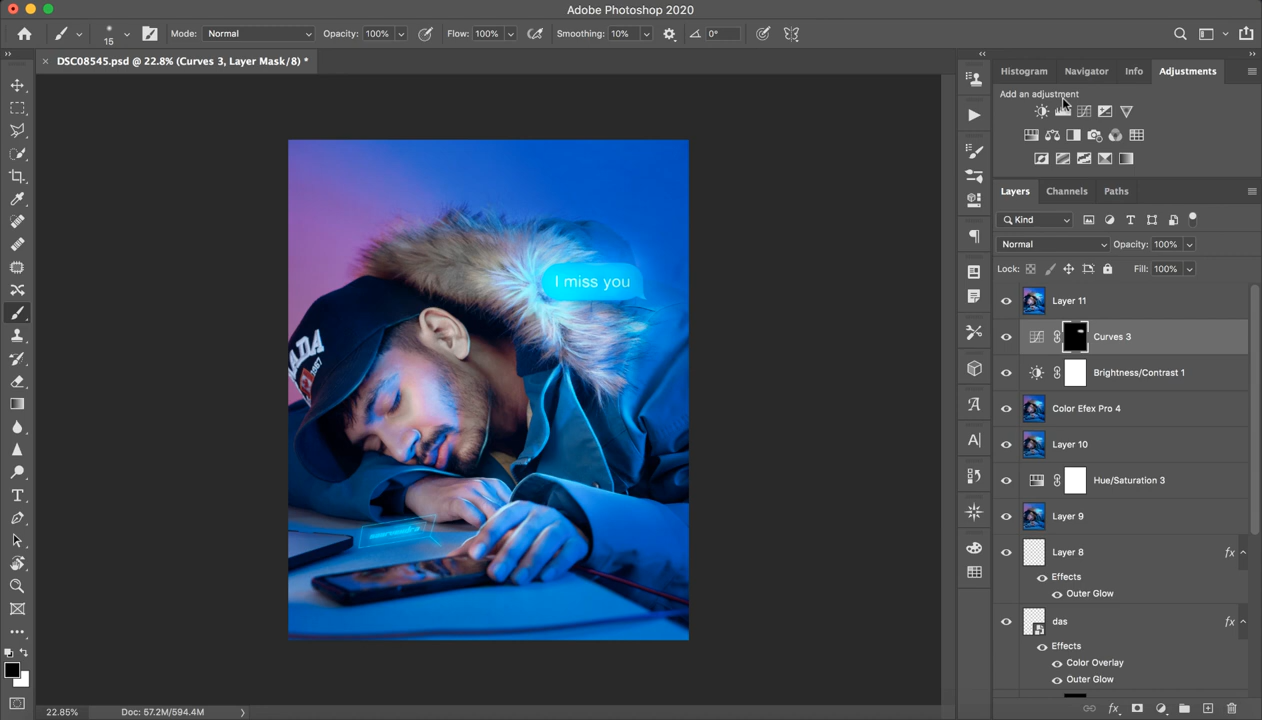 Adobe Photoshop 2020
15 Mode: Normal Opacity: 100% Flow: 100% Smoothing: 10% 0°
× DSC08545.psd @ 22.8% (Curves 3, Layer Mask/8) *
Histogram Navigator Info Adjustments
Add an adjustment
Layers Channels Paths
Kind
Normal Opacity: 100%
Lock: Fill: 100%
Layer 11
Curves 3
Brightness/Contrast 1
Color Efex Pro 4
Layer 10
Hue/Saturation 3
Layer 9
Layer 8 fx
Effects
Outer Glow
das fx
Effects
Color Overlay
Outer Glow
I miss you
22.85% Doc: 57.2M/594.4M